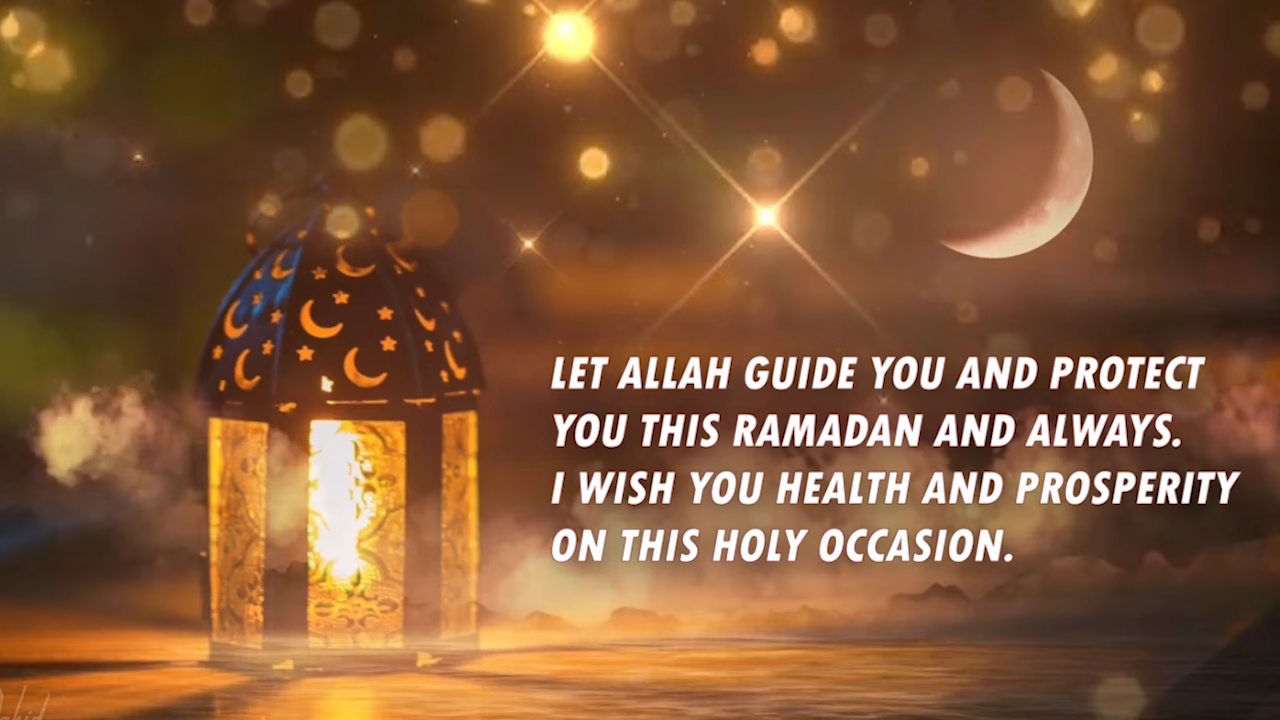 LET ALLAH GUIDE YOU AND PROTECT
YOU THIS RAMADAN AND ALWAYS.
I WISH YOU HEALTH AND PROSPERITY
ON THIS HOLY OCCASION.